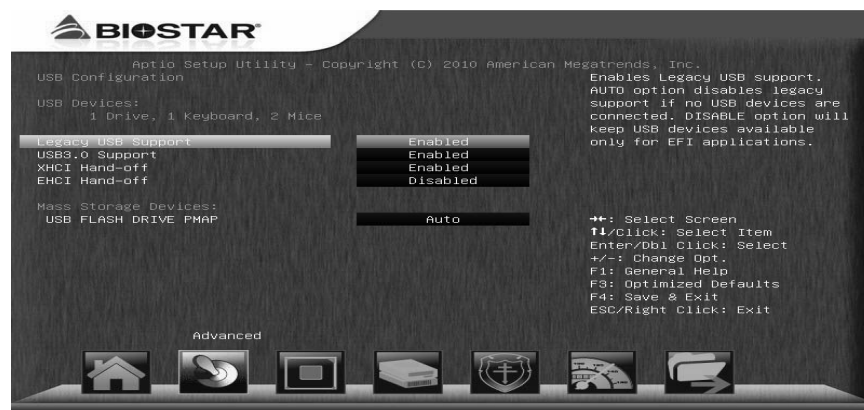 BIOSTAR
Aptio Setup Utility – Copyright (C) 2010 American Megatrends, Inc.
USB Configuration
USB Devices:
1 Drive, 1 Keyboard, 2 Mice
Legacy USB Support Enabled
USB3.0 Support Enabled
XHCI Hand-off Enabled
EHCI Hand-off Disabled
Mass Storage Devices:
USB FLASH DRIVE PMAP Auto
Enables Legacy USB support.
AUTO option disables legacy
support if no USB devices are
connected. DISABLE option will
keep USB devices available
only for EFI applications.
→←: Select Screen
↑↓/Click: Select Item
Enter/Dbl Click: Select
+/-: Change Opt.
F1: General Help
F3: Optimized Defaults
F4: Save & Exit
ESC/Right Click: Exit
Advanced